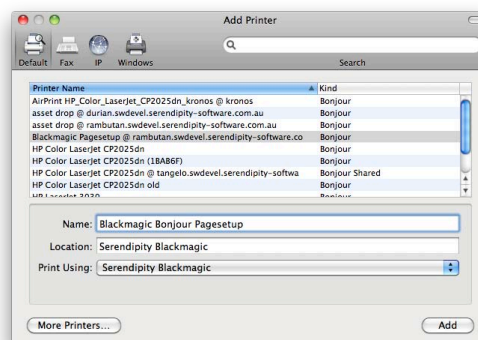 Add Printer
Default Fax IP Windows Search
Printer Name Kind
AirPrint HP_Color_LaserJet_CP2025dn_kronos @ kronos Bonjour
asset drop @ durian.swdevel.serendipity-software.com.au Bonjour
asset drop @ rambutan.swdevel.serendipity-software.com.au Bonjour
Blackmagic Pagesetup @ rambutan.swdevel.serendipity-software.co Bonjour
HP Color LaserJet CP2025dn Bonjour
HP Color LaserJet CP2025dn (1BAB6F) Bonjour
HP Color LaserJet CP2025dn @ tangelo.swdevel.serendipity-softwa Bonjour Shared
HP Color LaserJet CP2025dn old Bonjour
HP LaserJet 3030 Bonjour
Name: Blackmagic Bonjour Pagesetup
Location: Serendipity Blackmagic
Print Using: Serendipity Blackmagic
More Printers... Add